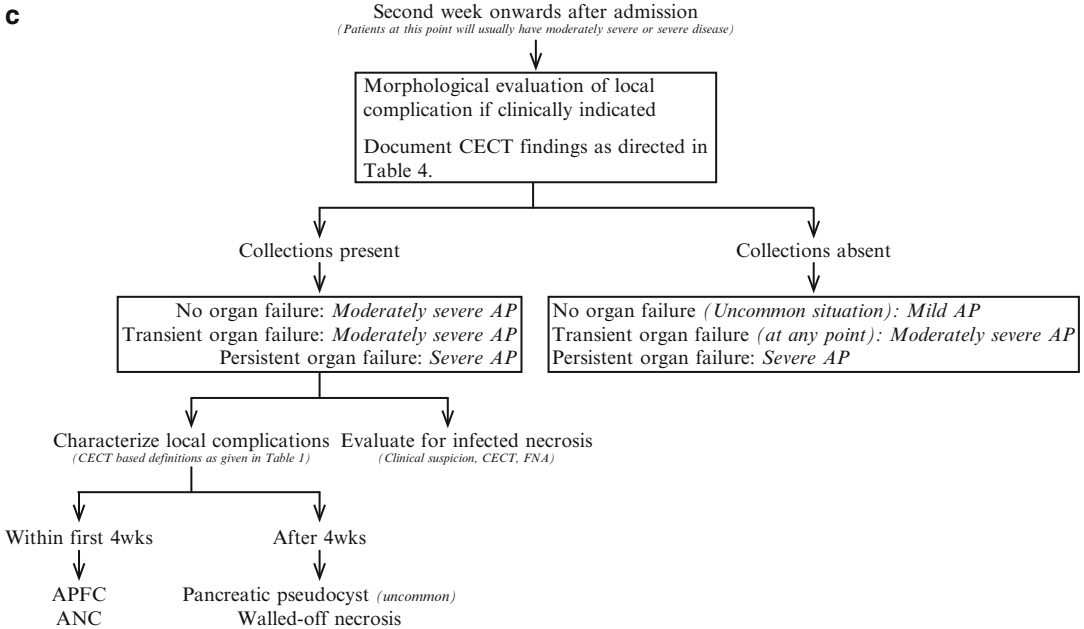 c
Second week onwards after admission
(Patients at this point will usually have moderately severe or severe disease)
Morphological evaluation of local
complication if clinically indicated
Document CECT findings as directed in
Table 4.
Collections present
Collections absent
No organ failure: Moderately severe AP
Transient organ failure: Moderately severe AP
Persistent organ failure: Severe AP
No organ failure (Uncommon situation): Mild AP
Transient organ failure (at any point): Moderately severe AP
Persistent organ failure: Severe AP
Characterize local complications
(CECT based definitions as given in Table 1)
Evaluate for infected necrosis
(Clinical suspicion, CECT, FNA)
Within first 4wks
After 4wks
APFC
ANC
Pancreatic pseudocyst (uncommon)
Walled-off necrosis